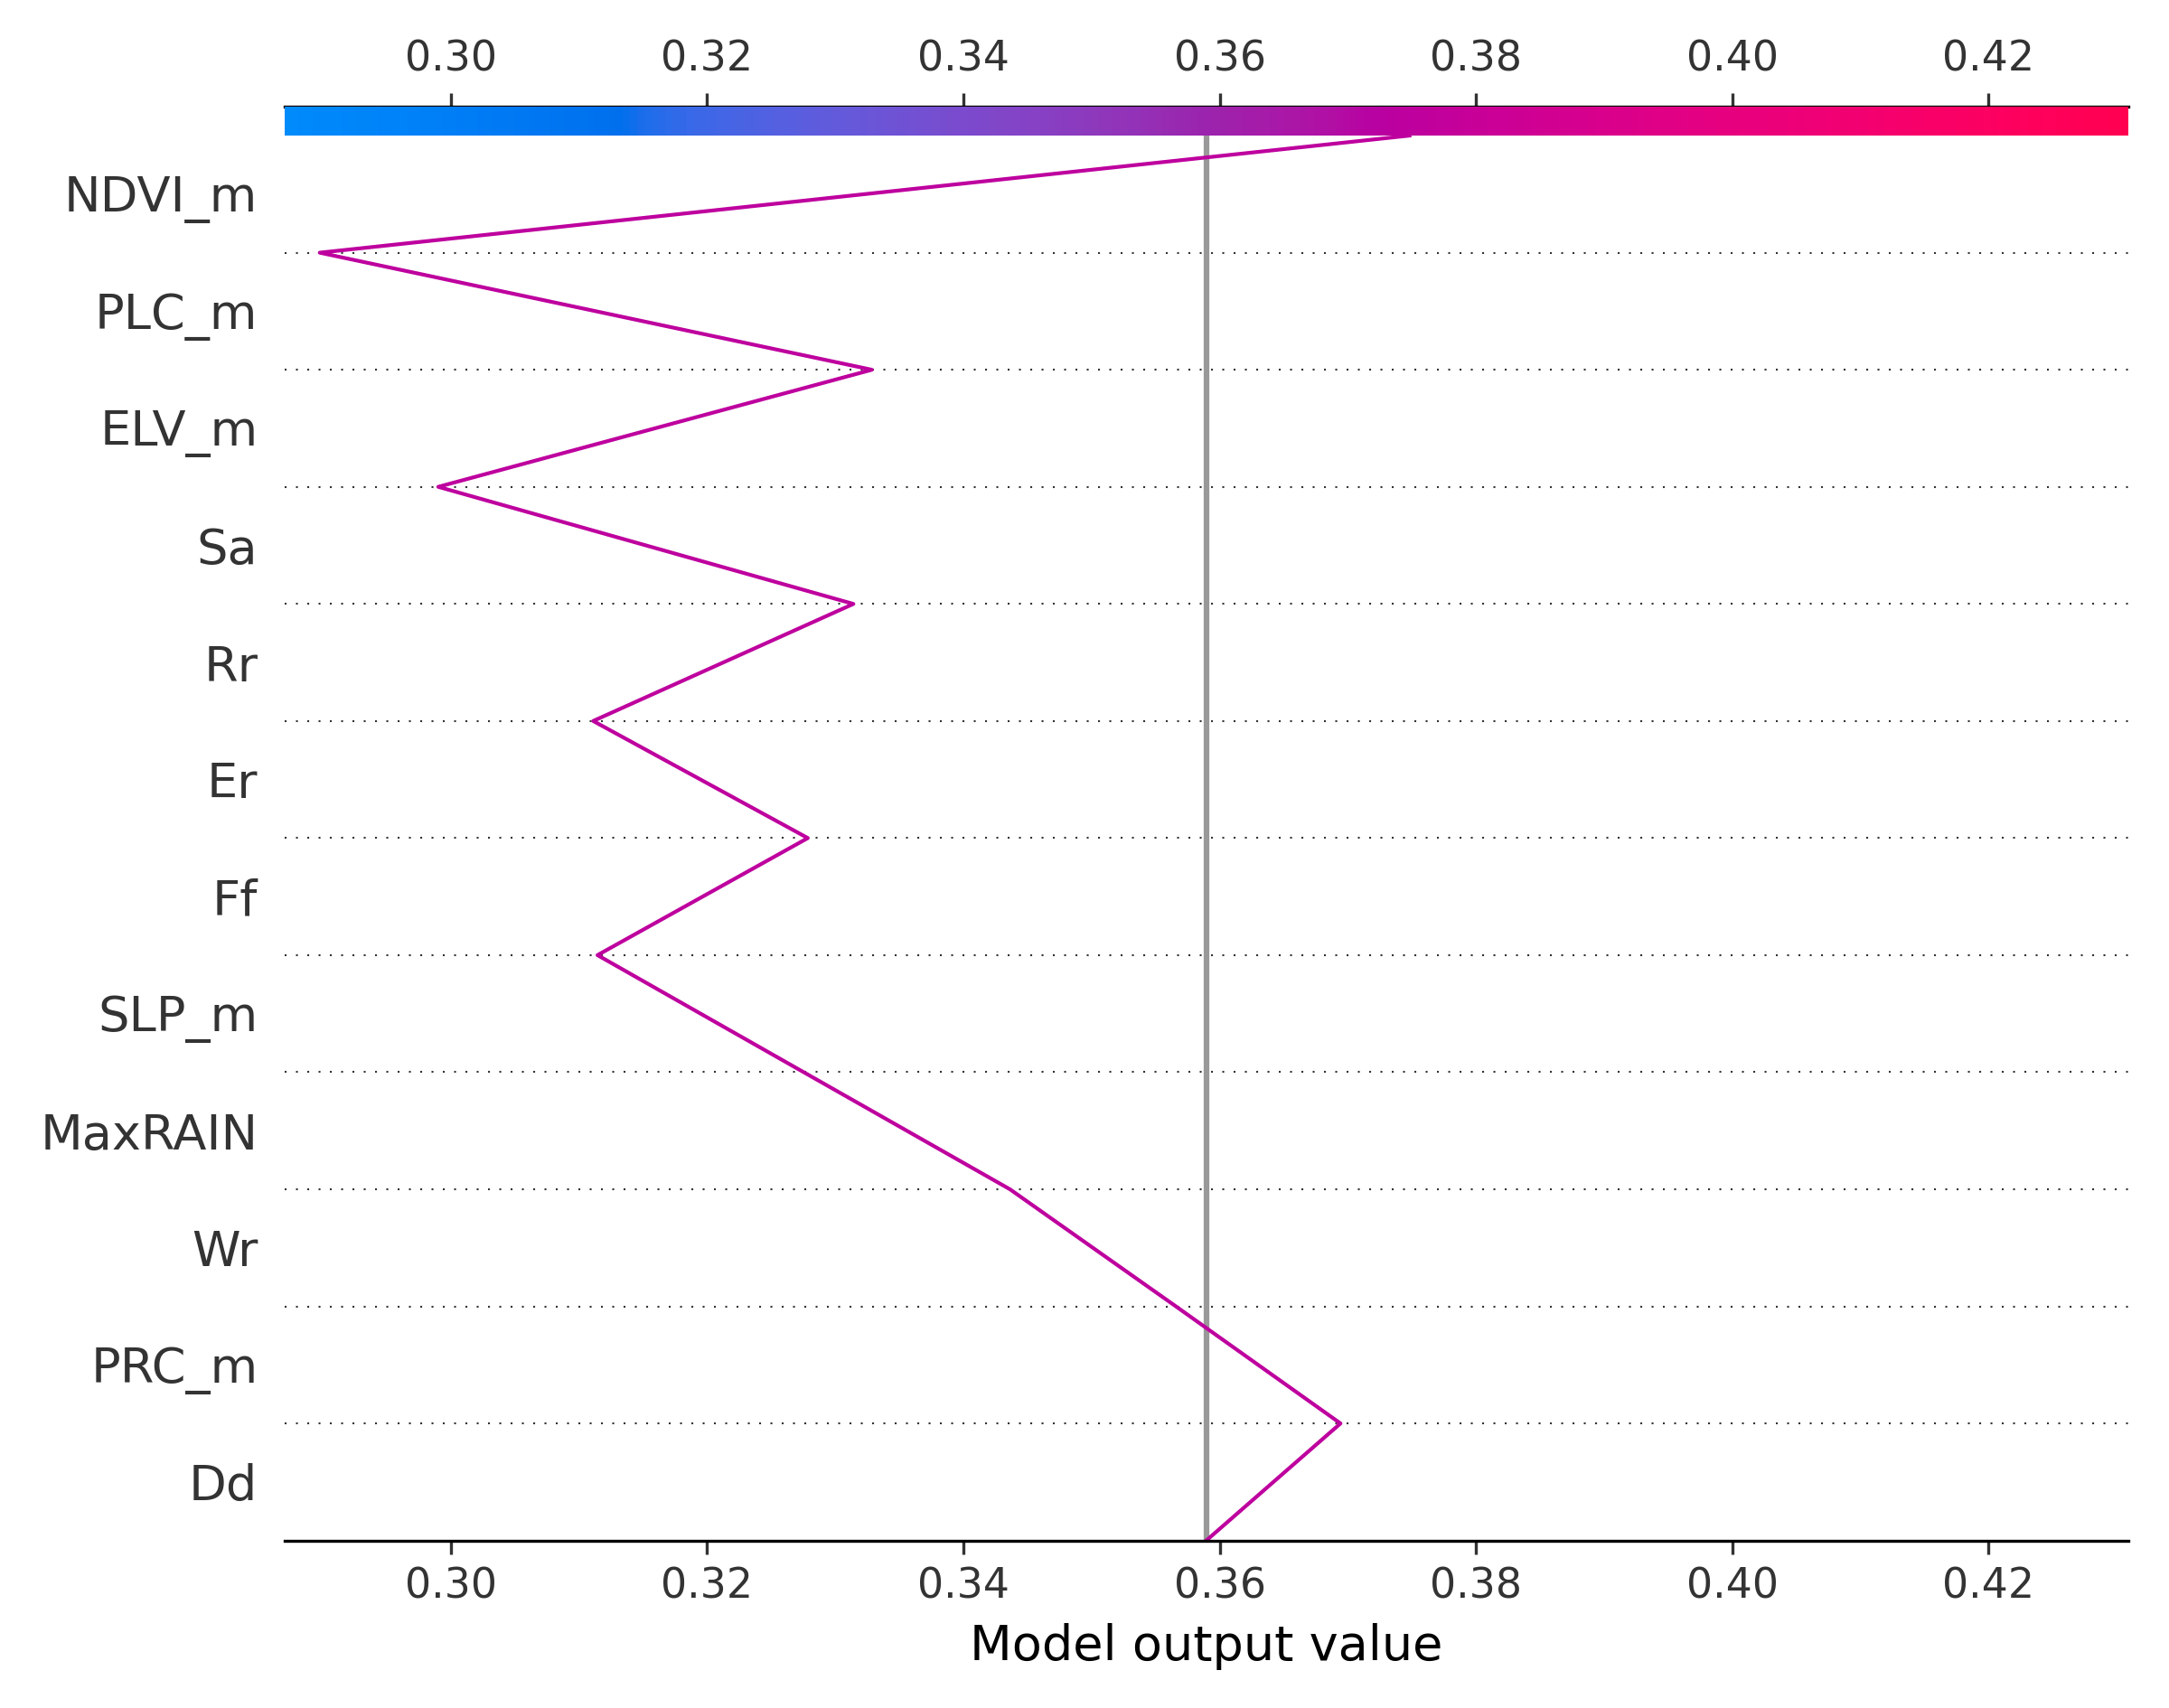 0.30 0.32 0.34 0.36 0.38 0.40 0.42
NDVI_m
PLC_m
ELV_m
Sa
Rr
Er
Ff
SLP_m
MaxRAIN
Wr
PRC_m
Dd
0.30 0.32 0.34 0.36 0.38 0.40 0.42
Model output value